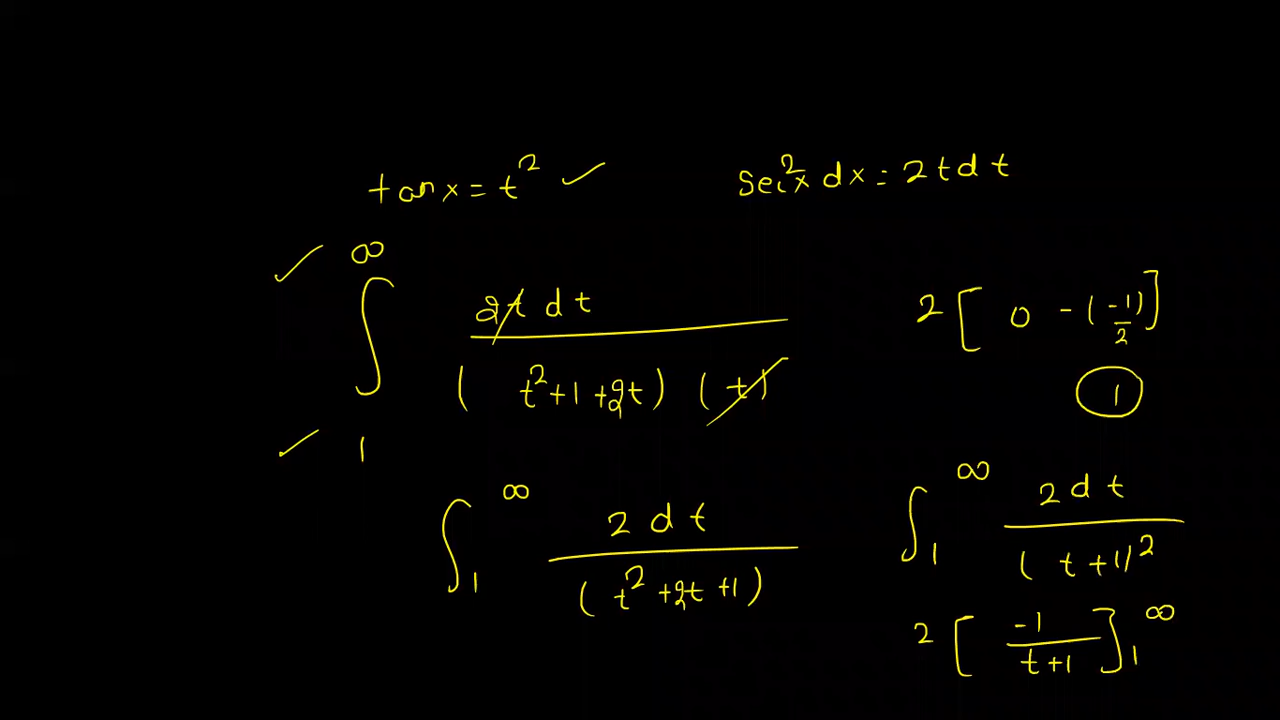 tan x = t² ✓ sec²x dx = 2t dt
✓ ∫₁^∞ 2t dt / (t² + 1 + 2t) (t)
2 [ 0 - (-1/2) ]
✓ 1
∫₁^∞ 2 dt / (t² + 2t + 1)
∫₁^∞ 2 dt / (t + 1)²
2 [ -1 / (t + 1) ]₁^∞